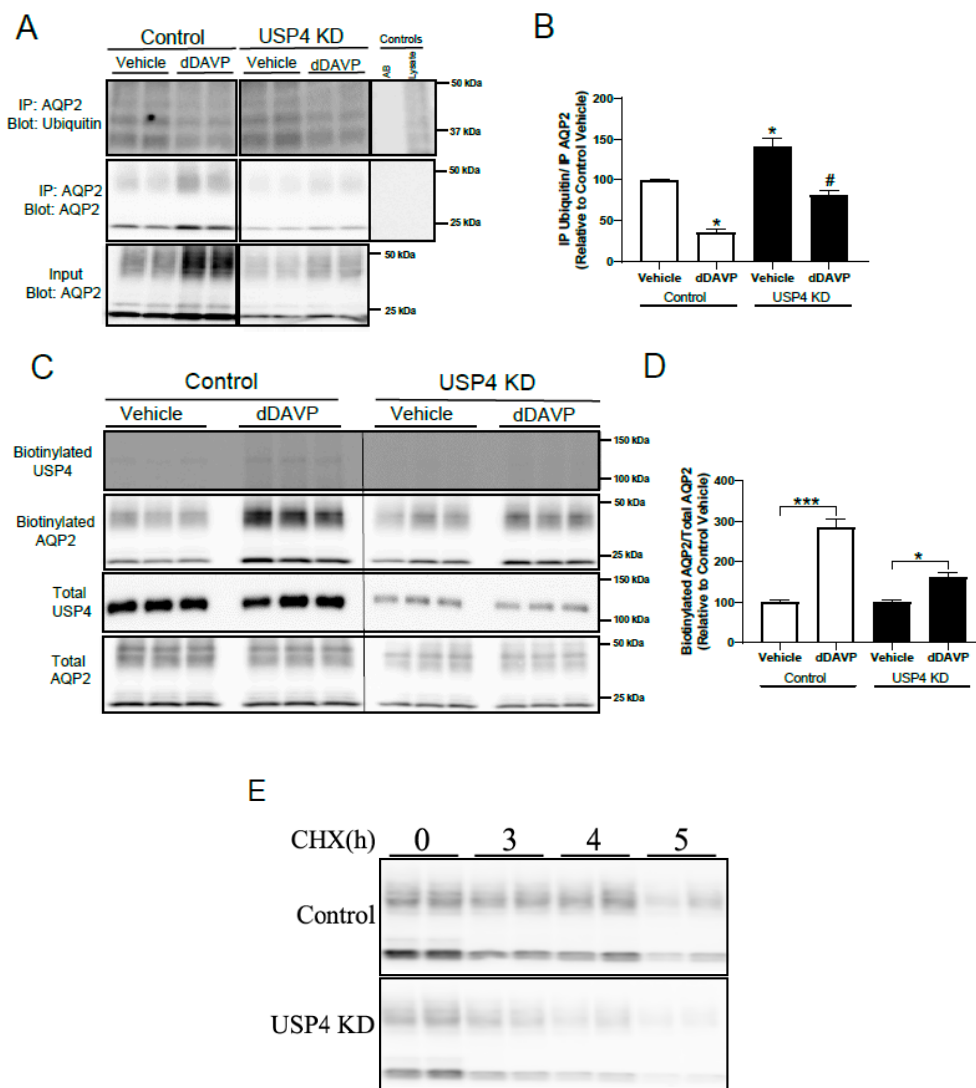 A
Control
USP4 KD
Controls
Vehicle
dDAVP
Vehicle
dDAVP
AB
Lysate
IP: AQP2
Blot: Ubiquitin
50 kDa
37 kDa
IP: AQP2
Blot: AQP2
50 kDa
25 kDa
Input
Blot: AQP2
50 kDa
25 kDa
B
IP Ubiquitin/ IP AQP2
(Relative to Control Vehicle)
200
150
100
50
0
*
*
*
#
Vehicle
dDAVP
Vehicle
dDAVP
Control
USP4 KD
C
Control
USP4 KD
Vehicle
dDAVP
Vehicle
dDAVP
Biotinylated
USP4
150 kDa
100 kDa
Biotinylated
AQP2
50 kDa
25 kDa
Total
USP4
150 kDa
100 kDa
Total
AQP2
50 kDa
25 kDa
D
Biotinylated AQP2/Total AQP2
(Relative to Control Vehicle)
400
300
200
100
0
***
*
Vehicle
dDAVP
Vehicle
dDAVP
Control
USP4 KD
E
CHX(h) 0 3 4 5
Control
USP4 KD